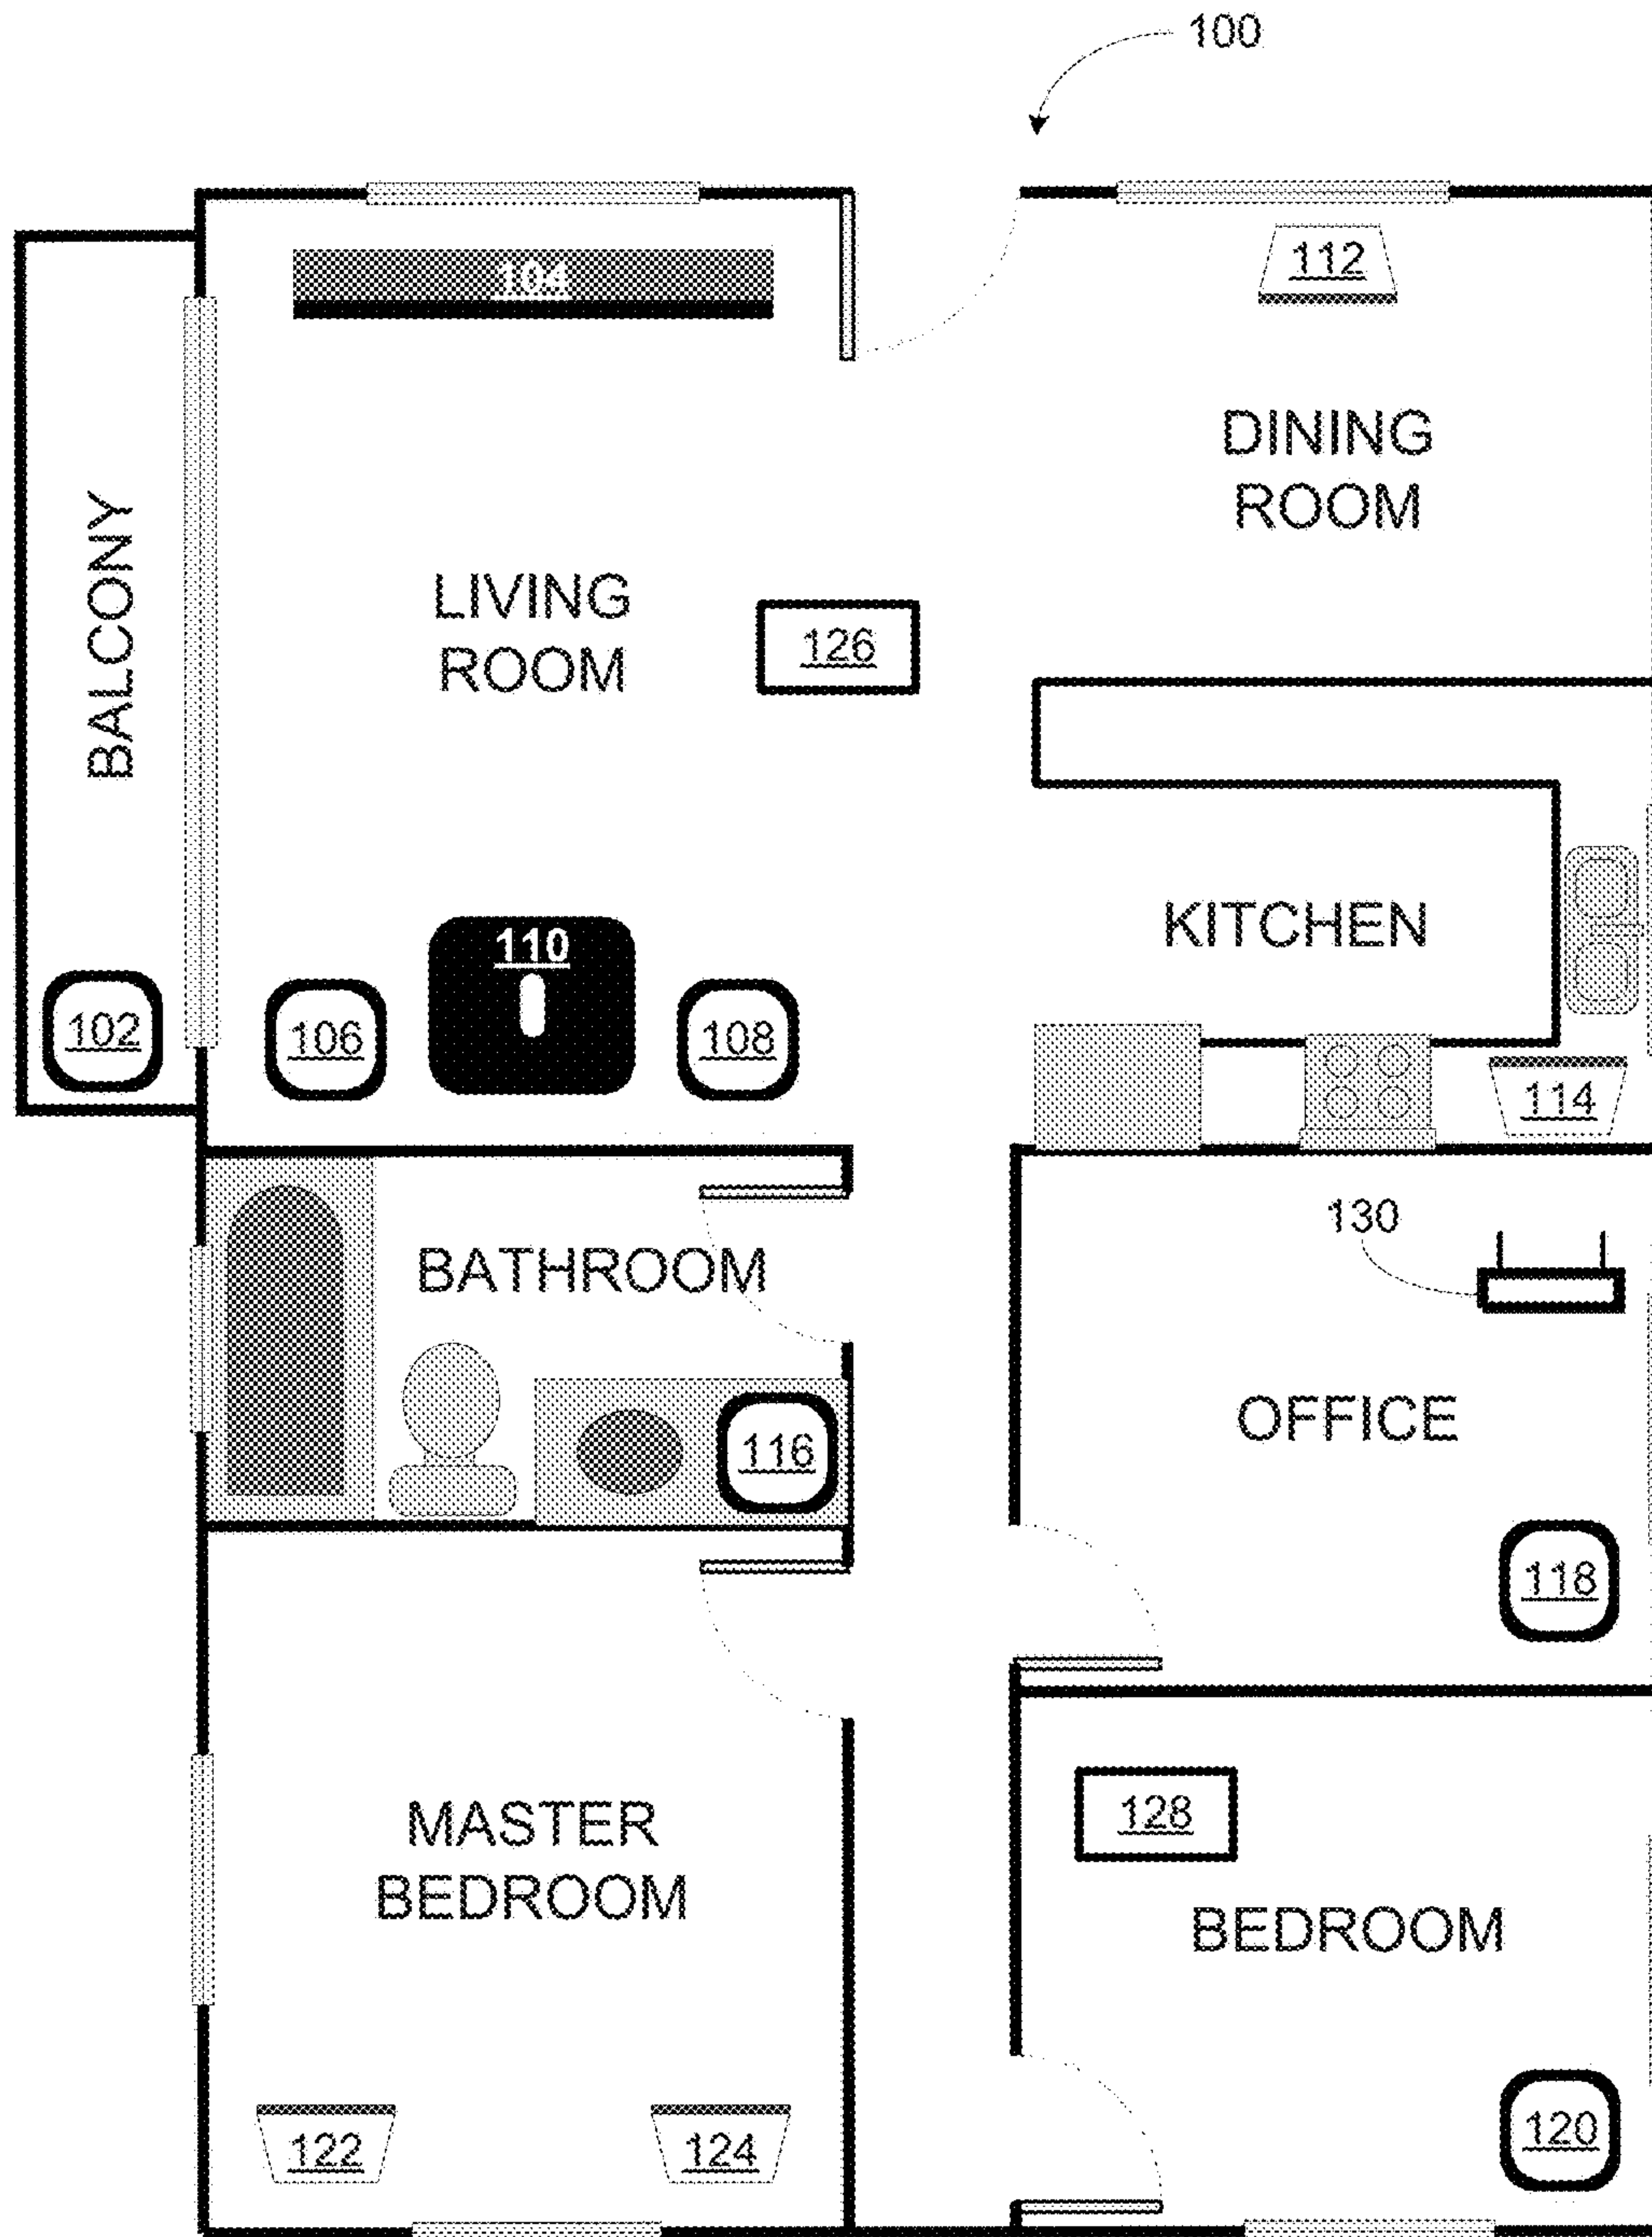 100
104
112
DINING
ROOM
BALCONY
LIVING
ROOM
126
KITCHEN
110
102
106
108
114
130
BATHROOM
OFFICE
116
118
128
MASTER
BEDROOM
BEDROOM
120
122
124